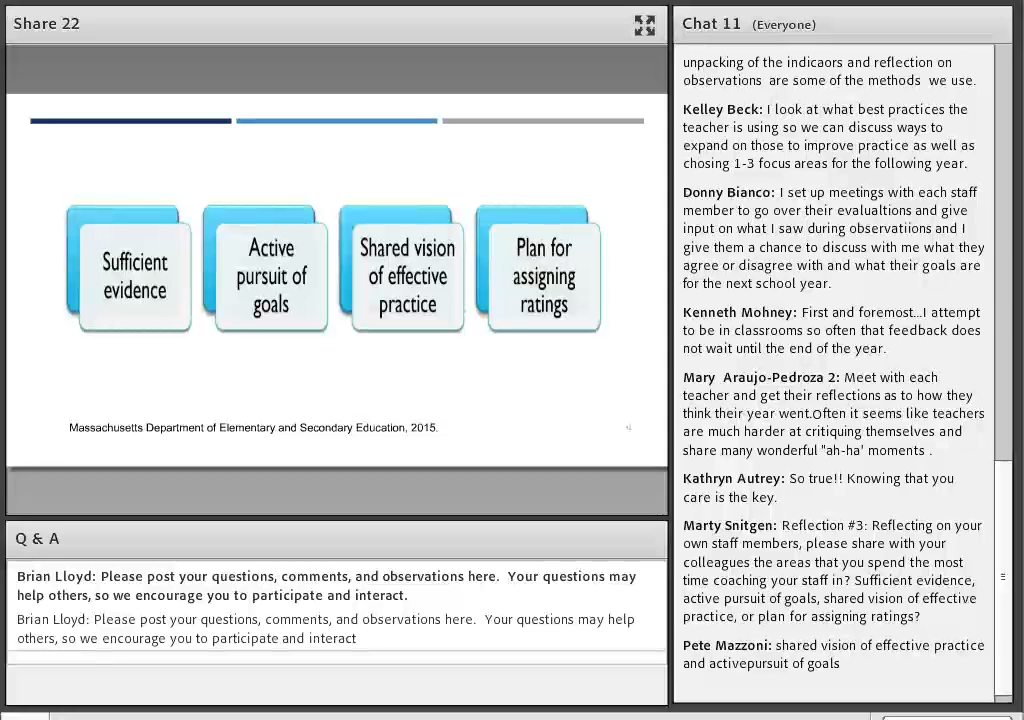 Share 22
Sufficient
evidence
Active
pursuit of
goals
Shared vision
of effective
practice
Plan for
assigning
ratings
Massachusetts Department of Elementary and Secondary Education, 2015.
Q & A
Brian Lloyd: Please post your questions, comments, and observations here.  Your questions may
help others, so we encourage you to participate and interact.
Brian Lloyd: Please post your questions, comments, and observations here.  Your questions may help
others, so we encourage you to participate and interact
Chat 11 (Everyone)
unpacking of the indicaors and reflection on
observations  are some of the methods  we use.
Kelley Beck: I look at what best practices the
teacher is using so we can discuss ways to
expand on those to improve practice as well as
chosing 1-3 focus areas for the following year.
Donny Bianco: I set up meetings with each staff
member to go over their evalualtions and give
input on what I saw during observatiions and I
give them a chance to discuss with me what they
agree or disagree with and what their goals are
for the next school year.
Kenneth Mohney: First and foremost...I attempt
to be in classrooms so often that feedback does
not wait until the end of the year.
Mary  Araujo-Pedroza 2: Meet with each
teacher and get their reflections as to how they
think their year went.Often it seems like teachers
are much harder at critiquing themselves and
share many wonderful "ah-ha' moments .
Kathryn Autrey: So true!! Knowing that you
care is the key.
Marty Snitgen: Reflection #3: Reflecting on your
own staff members, please share with your
colleagues the areas that you spend the most
time coaching your staff in? Sufficient evidence,
active pursuit of goals, shared vision of effective
practice, or plan for assigning ratings?
Pete Mazzoni: shared vision of effective practice
and activepursuit of goals